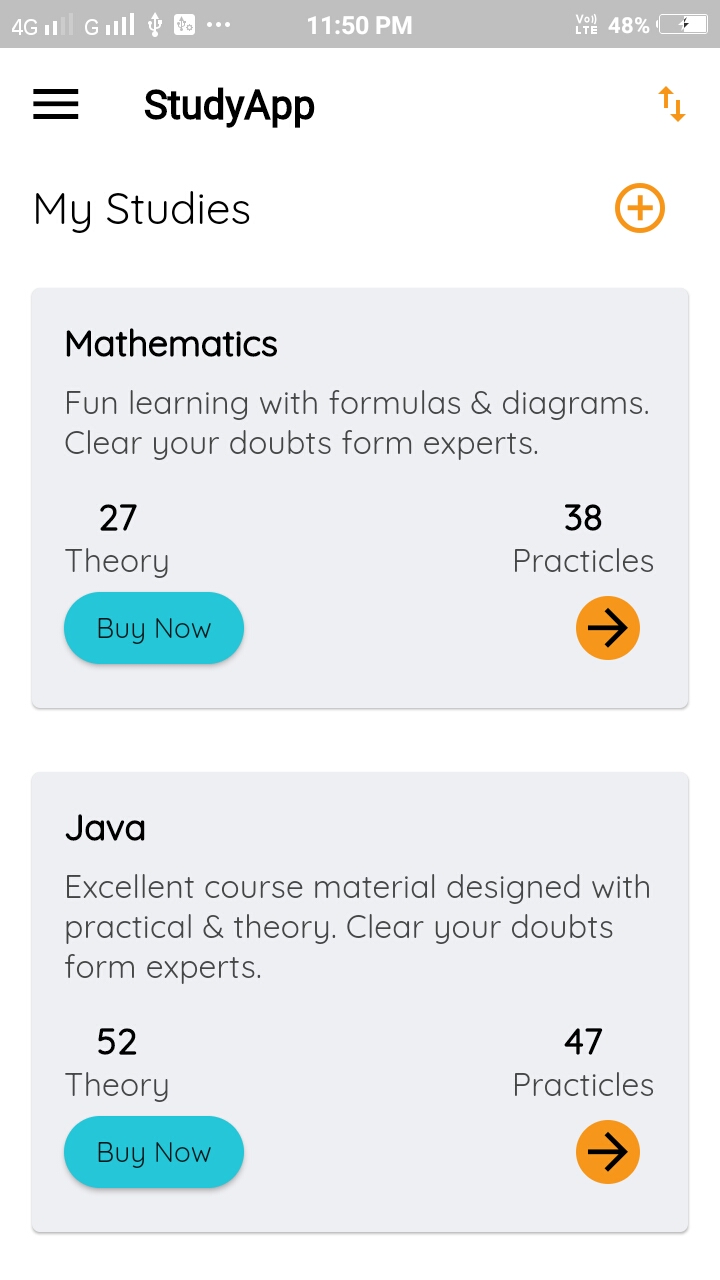 4G G 11:50 PM Vo)) LTE 48%
StudyApp
My Studies
Mathematics
Fun learning with formulas & diagrams.
Clear your doubts form experts.
27 38
Theory Practicles
Buy Now
Java
Excellent course material designed with
practical & theory. Clear your doubts
form experts.
52 47
Theory Practicles
Buy Now